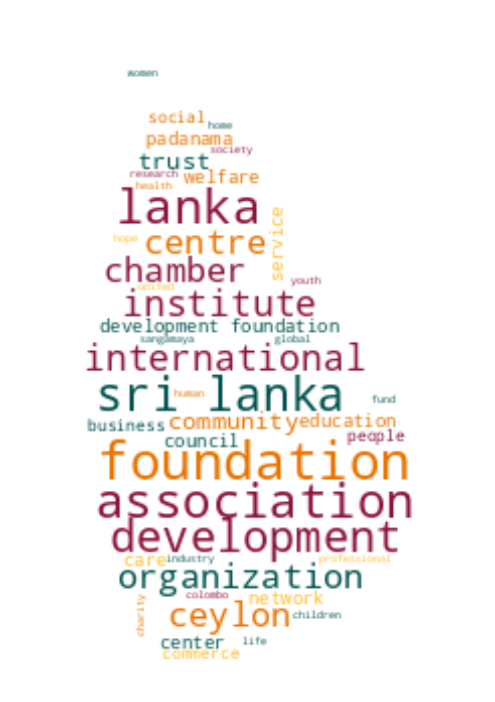 women
social
home
padanama
society
trust
research
welfare
health
lanka
service
hope
centre
chamber
youth
united
institute
development foundation
sangamaya
global
international
sri lanka
human
fund
business
community
education
council
people
foundation
association
development
care
industry
professional
organization
colombo
network
charity
ceylon
children
center
life
commerce